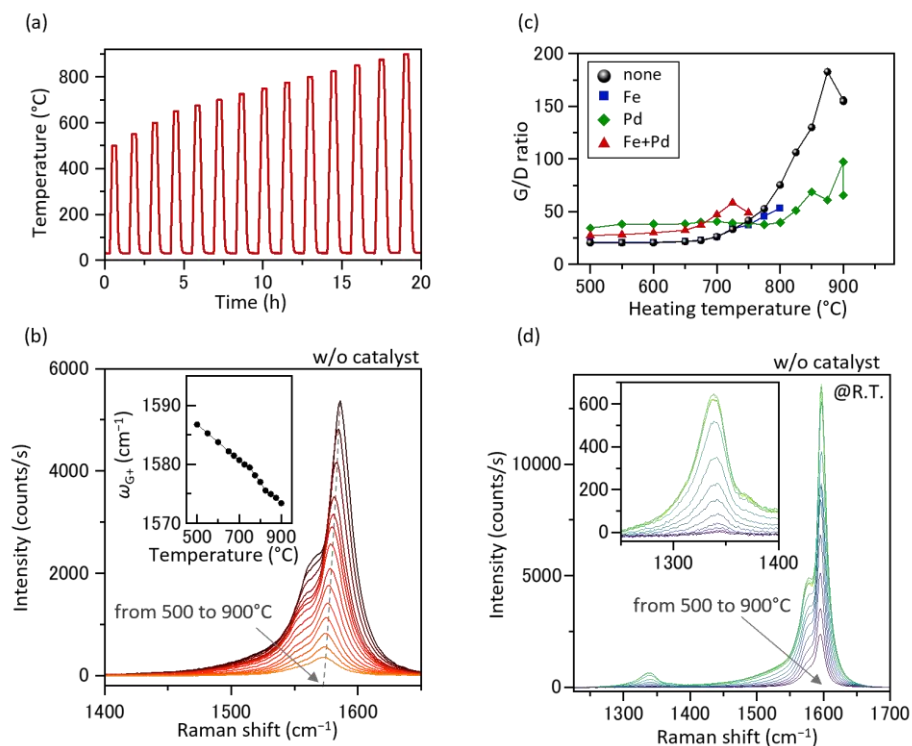 (a)
Temperature (°C)
800
600
400
200
0
0 5 10 15 20
Time (h)
(c)
G/D ratio
200
150
100
50
0
none
Fe
Pd
Fe+Pd
500 600 700 800 900
Heating temperature (°C)
(b)
w/o catalyst
Intensity (counts/s)
6000
4000
2000
0
ωG+ (cm⁻¹)
1590
1580
1570
500 700 900
Temperature (°C)
from 500 to 900°C
1400 1500 1600
Raman shift (cm⁻¹)
(d)
w/o catalyst
@R.T.
Intensity (counts/s)
10000
5000
0
600
400
200
0
1300 1400
from 500 to 900°C
1300 1400 1500 1600 1700
Raman shift (cm⁻¹)